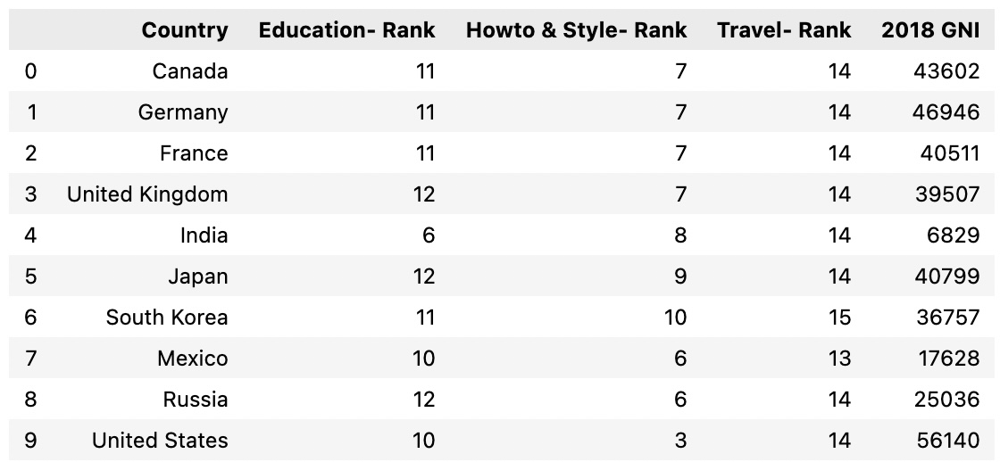 Country Education- Rank Howto & Style- Rank Travel- Rank 2018 GNI
0 Canada 11 7 14 43602
1 Germany 11 7 14 46946
2 France 11 7 14 40511
3 United Kingdom 12 7 14 39507
4 India 6 8 14 6829
5 Japan 12 9 14 40799
6 South Korea 11 10 15 36757
7 Mexico 10 6 13 17628
8 Russia 12 6 14 25036
9 United States 10 3 14 56140